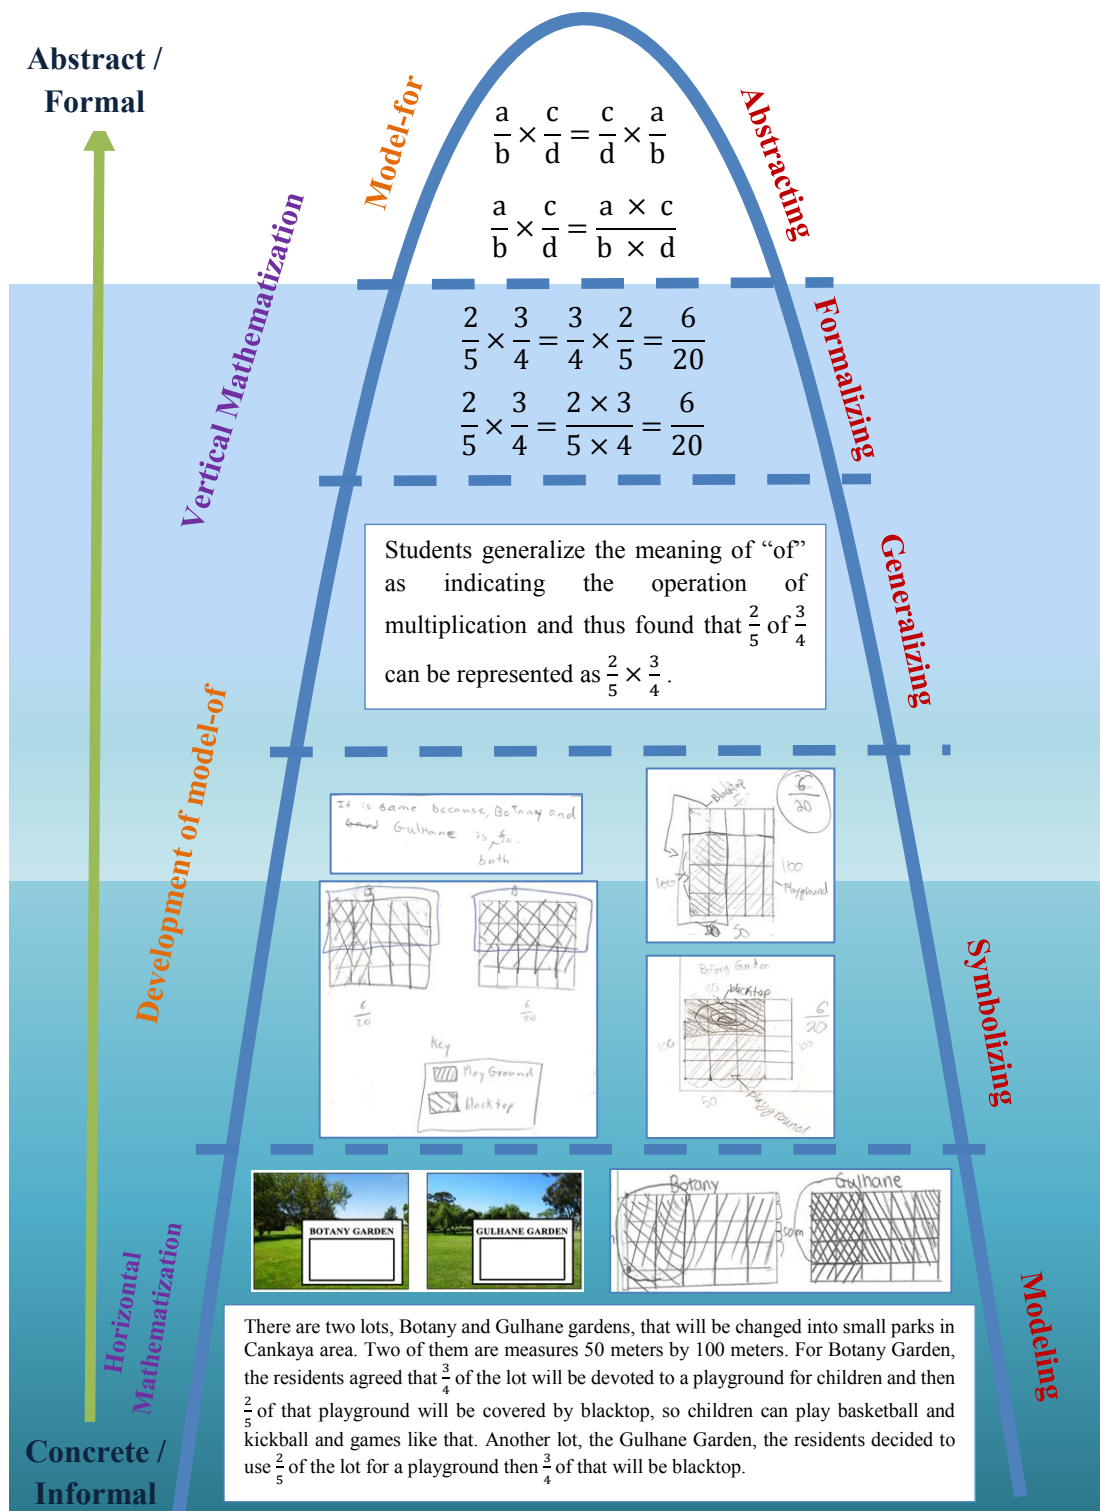 Abstract /
Formal
Model-for
Abstracting
a/b × c/d = c/d × a/b
a/b × c/d = (a × c)/(b × d)
Vertical Mathematization
Formalizing
2/5 × 3/4 = 3/4 × 2/5 = 6/20
2/5 × 3/4 = (2 × 3)/(5 × 4) = 6/20
Generalizing
Students generalize the meaning of “of”
as indicating the operation of
multiplication and thus found that 2/5 of 3/4
can be represented as 2/5 × 3/4 .
Development of model-of
Symbolizing
It is same because, Botany and
Gulhane is 6/20.
both
G
B
6/20
6/20
Key
Play Ground
blacktop
Blacktop
50
6/20
100
100
Playground
50
Botany Garden
50
blacktop
6/20
100
100
50
playground
Horizontal
Mathematization
Modeling
BOTANY GARDEN
GULHANE GARDEN
Botany
Gulhane
50m
There are two lots, Botany and Gulhane gardens, that will be changed into small parks in
Cankaya area. Two of them are measures 50 meters by 100 meters. For Botany Garden,
the residents agreed that 3/4 of the lot will be devoted to a playground for children and then
2/5 of that playground will be covered by blacktop, so children can play basketball and
kickball and games like that. Another lot, the Gulhane Garden, the residents decided to
use 2/5 of the lot for a playground then 3/4 of that will be blacktop.
Concrete /
Informal